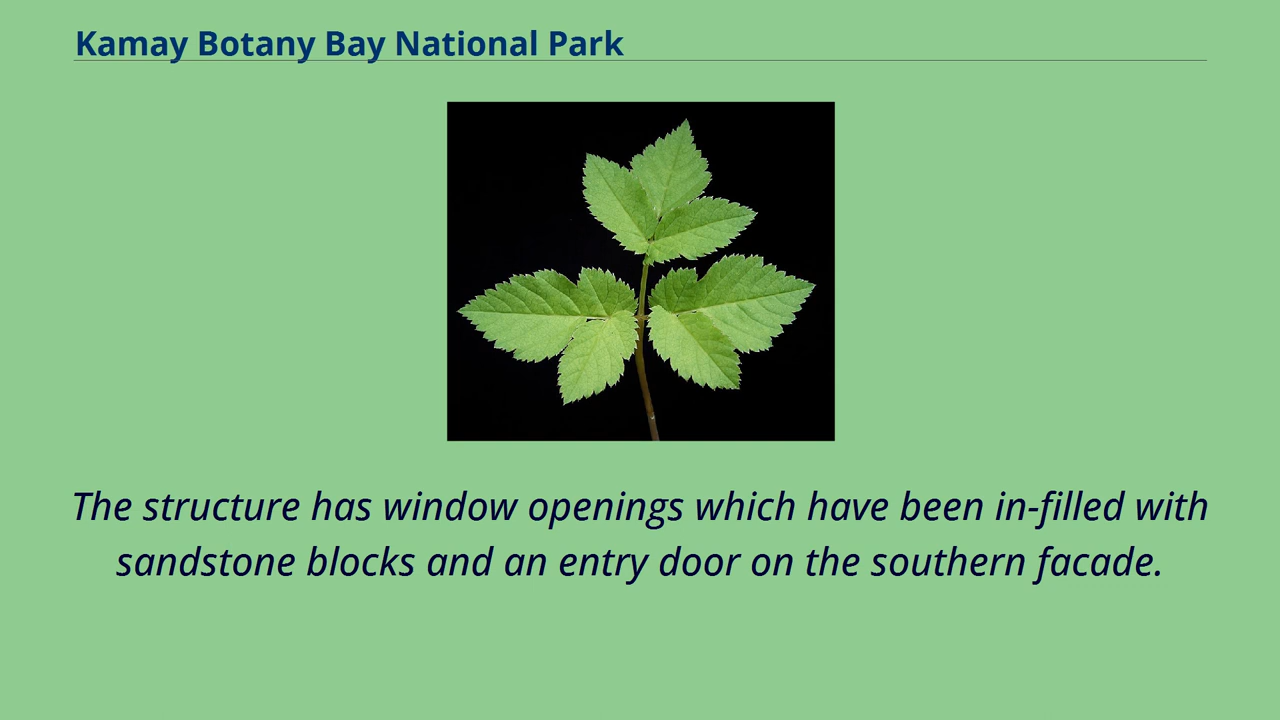 Kamay Botany Bay National Park
The structure has window openings which have been in-filled with
sandstone blocks and an entry door on the southern facade.